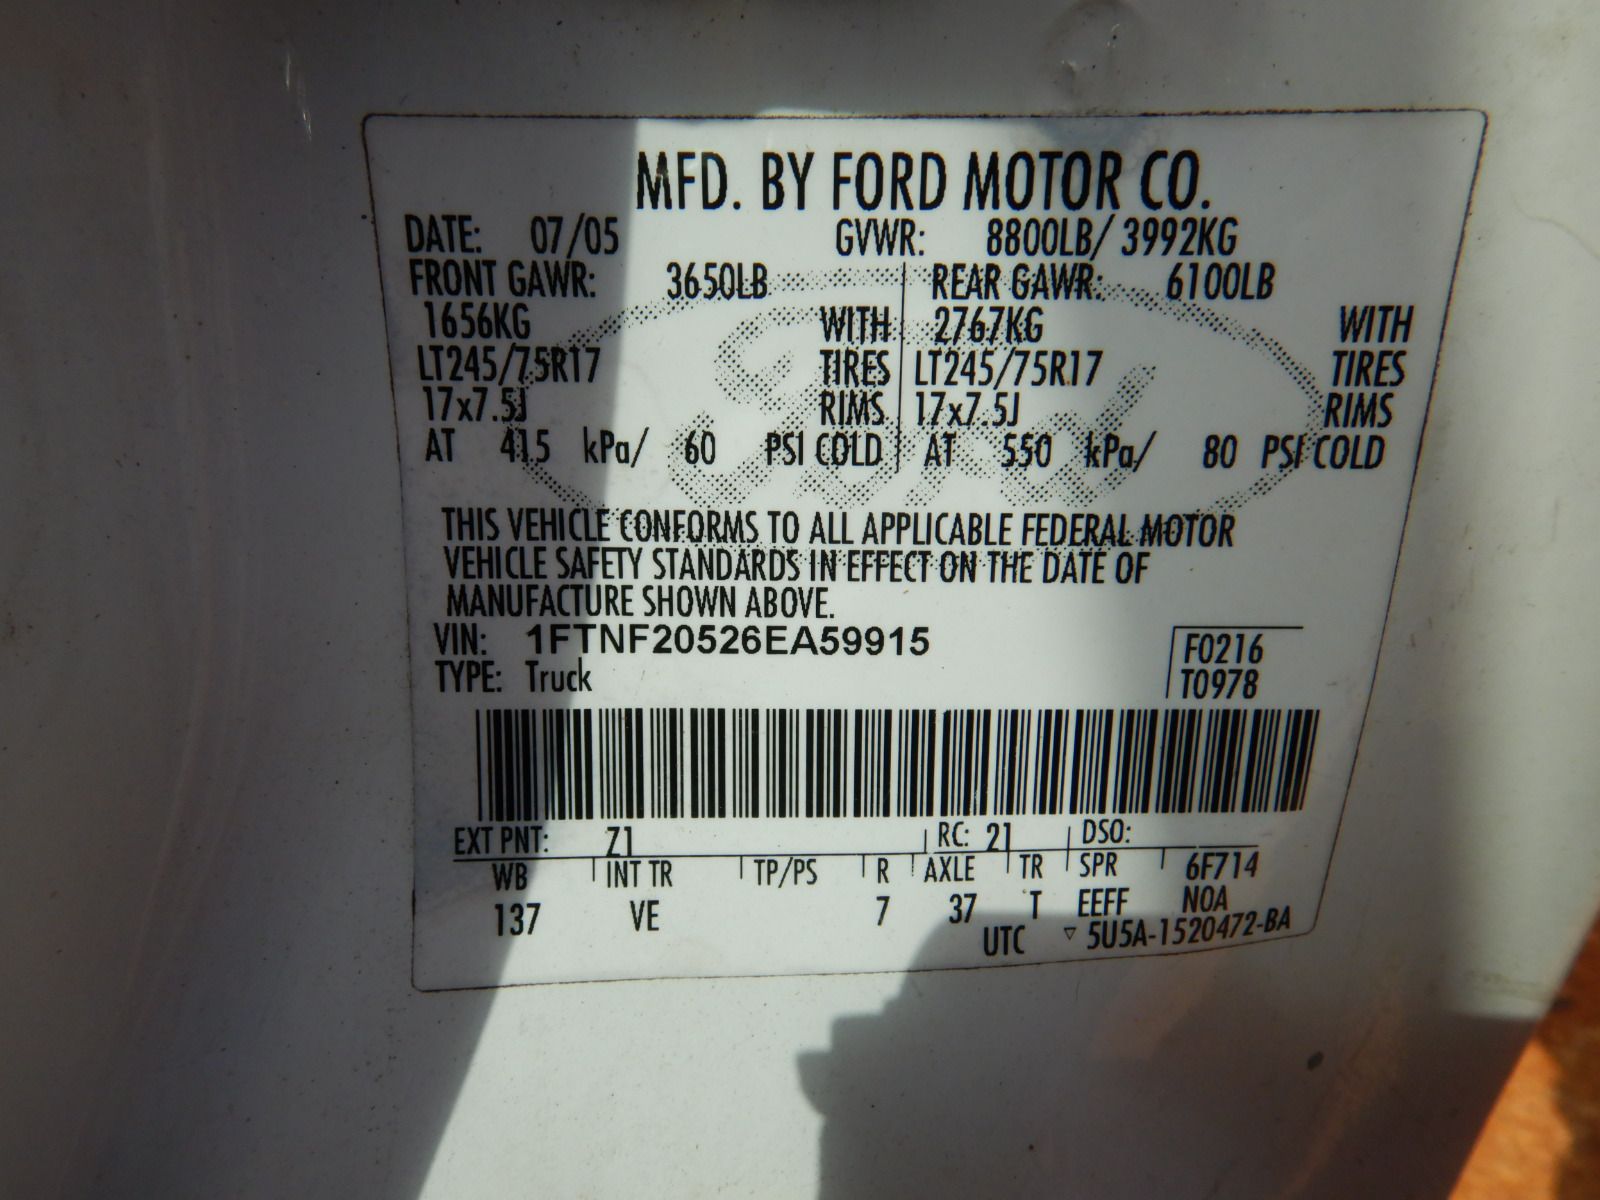 MFD. BY FORD MOTOR CO.
DATE: 07/05 GVWR: 8800LB/ 3992KG
FRONT GAWR: 3650LB REAR GAWR: 6100LB
1656KG WITH 2767KG WITH
LT245/75R17 TIRES LT245/75R17 TIRES
17x7.5J RIMS 17x7.5J RIMS
AT 415 kPa/ 60 PSI COLD AT 550 kPa/ 80 PSI COLD
Ford
THIS VEHICLE CONFORMS TO ALL APPLICABLE FEDERAL MOTOR
VEHICLE SAFETY STANDARDS IN EFFECT ON THE DATE OF
MANUFACTURE SHOWN ABOVE.
VIN: 1FTNF20526EA59915 F0216
TYPE: Truck T0978
EXT PNT: Z1 RC: 21 DSO:
WB INT TR TP/PS R AXLE TR SPR 6F714
137 VE 7 37 T EEFF NOA
UTC ▽ 5U5A-1520472-BA